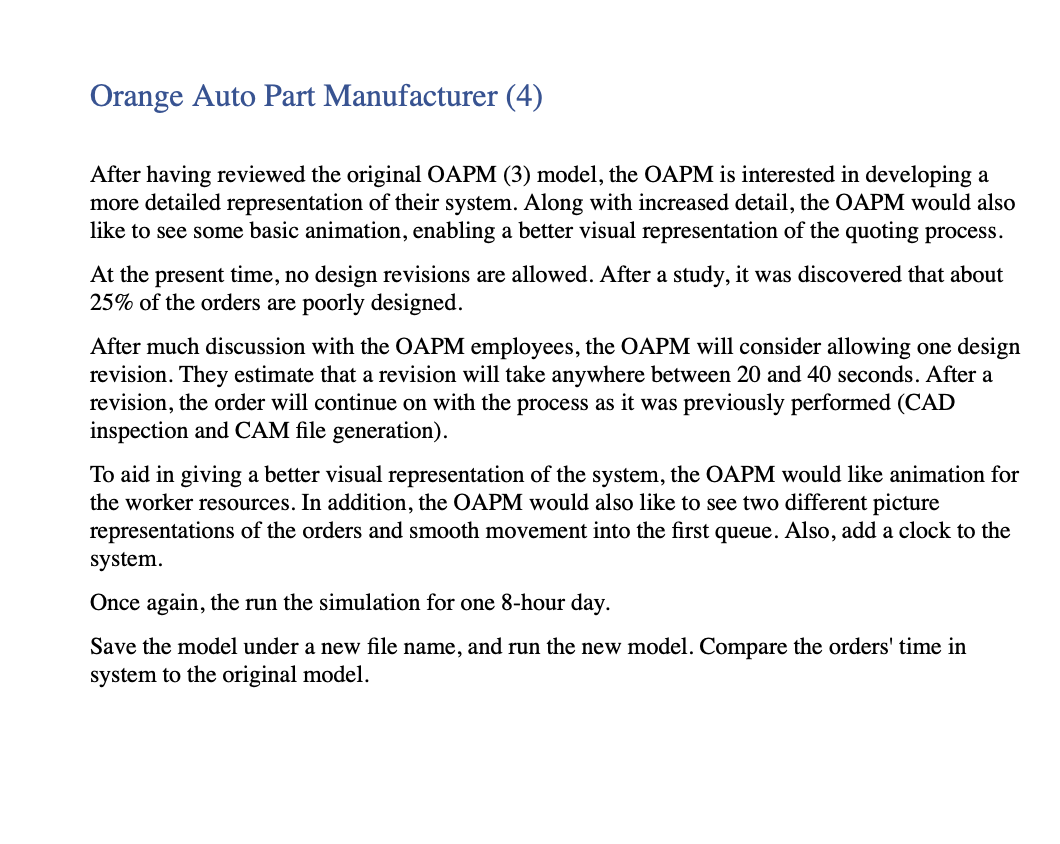 Orange Auto Part Manufacturer (4)
After having reviewed the original OAPM (3) model, the OAPM is interested in developing a
more detailed representation of their system. Along with increased detail, the OAPM would also
like to see some basic animation, enabling a better visual representation of the quoting process.
At the present time, no design revisions are allowed. After a study, it was discovered that about
25% of the orders are poorly designed.
After much discussion with the OAPM employees, the OAPM will consider allowing one design
revision. They estimate that a revision will take anywhere between 20 and 40 seconds. After a
revision, the order will continue on with the process as it was previously performed (CAD
inspection and CAM file generation).
To aid in giving a better visual representation of the system, the OAPM would like animation for
the worker resources. In addition, the OAPM would also like to see two different picture
representations of the orders and smooth movement into the first queue. Also, add a clock to the
system.
Once again, the run the simulation for one 8-hour day.
Save the model under a new file name, and run the new model. Compare the orders' time in
system to the original model.